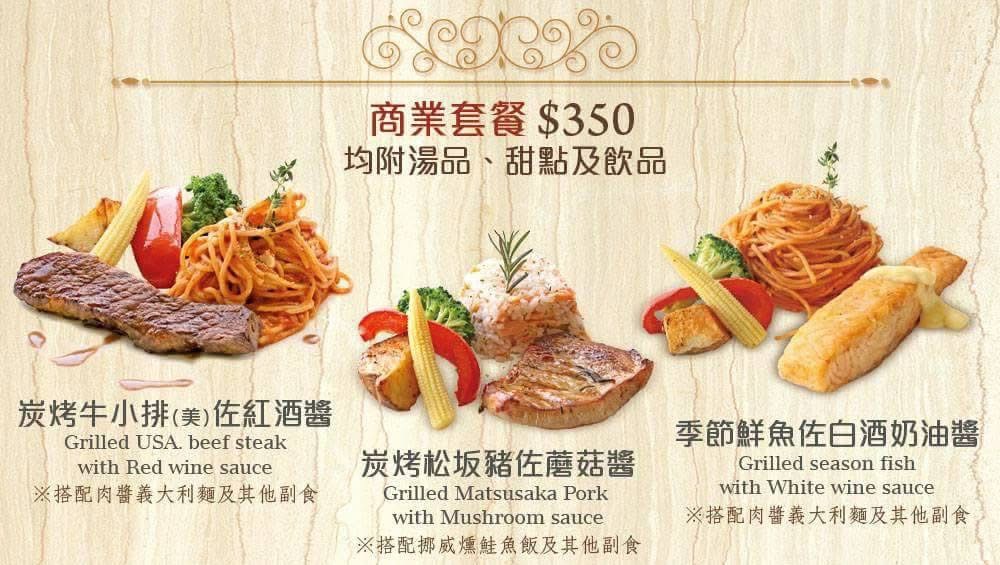 商業套餐 $350
均附湯品、甜點及飲品
炭烤牛小排(美)佐紅酒醬
Grilled USA. beef steak
with Red wine sauce
※搭配肉醬義大利麵及其他副食
炭烤松坂豬佐蘑菇醬
Grilled Matsusaka Pork
with Mushroom sauce
※搭配挪威燻鮭魚飯及其他副食
季節鮮魚佐白酒奶油醬
Grilled season fish
with White wine sauce
※搭配肉醬義大利麵及其他副食